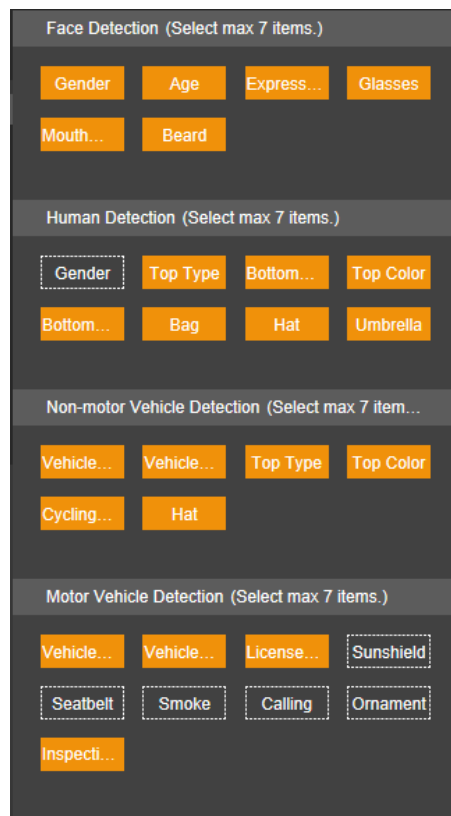 Face Detection (Select max 7 items.)
Gender Age Express... Glasses
Mouth... Beard
Human Detection (Select max 7 items.)
Gender Top Type Bottom... Top Color
Bottom... Bag Hat Umbrella
Non-motor Vehicle Detection (Select max 7 item...
Vehicle... Vehicle... Top Type Top Color
Cycling... Hat
Motor Vehicle Detection (Select max 7 items.)
Vehicle... Vehicle... License... Sunshield
Seatbelt Smoke Calling Ornament
Inspecti...